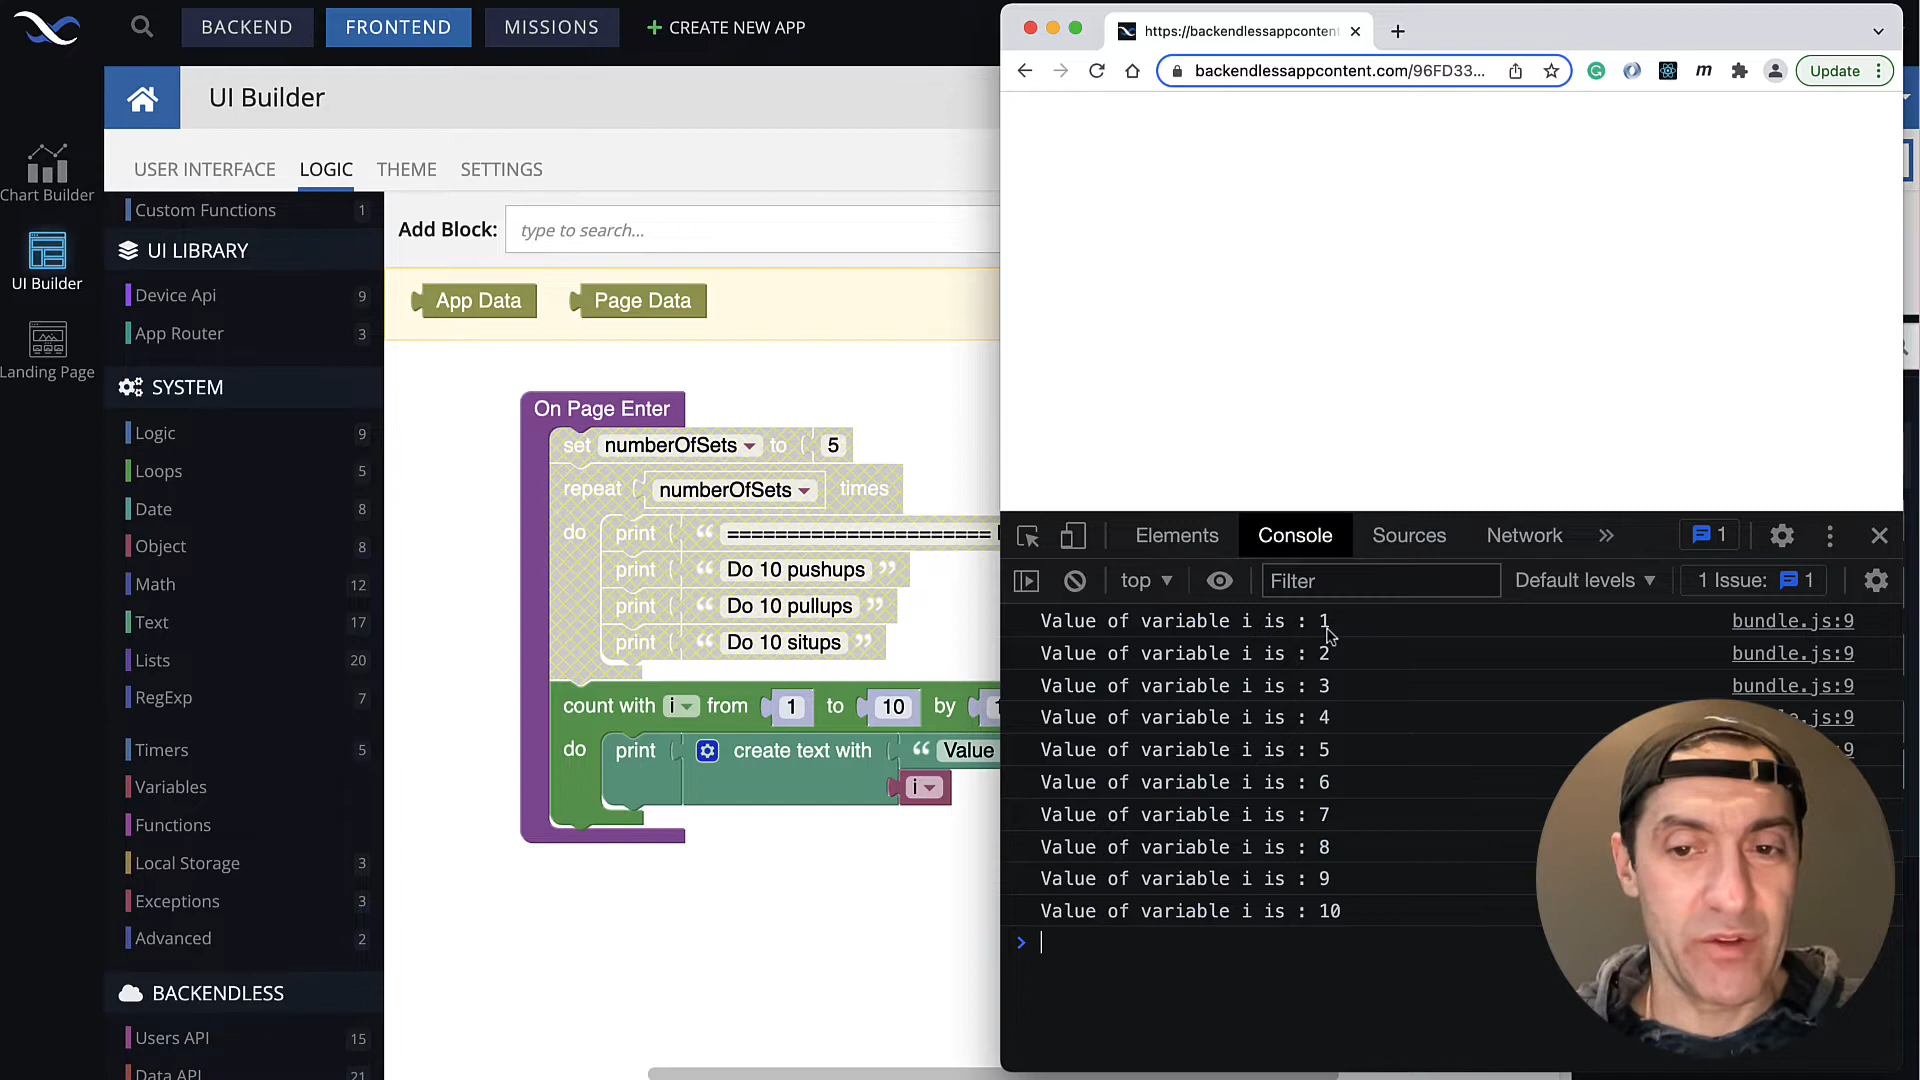 BACKEND
FRONTEND
MISSIONS
+ CREATE NEW APP
UI Builder
Chart Builder
UI Builder
Landing Page
USER INTERFACE
LOGIC
THEME
SETTINGS
Custom Functions 1
UI LIBRARY
Device Api 9
App Router 3
SYSTEM
Logic 9
Loops 5
Date 8
Object 8
Math 12
Text 17
Lists 20
RegExp 7
Timers 5
Variables
Functions
Local Storage 3
Exceptions 3
Advanced 2
BACKENDLESS
Users API 15
Data API 21
Add Block: type to search...
App Data
Page Data
On Page Enter
set numberOfSets to 5
repeat numberOfSets times
do print “ ======================
print “ Do 10 pushups ”
print “ Do 10 pullups ”
print “ Do 10 situps ”
count with i from 1 to 10 by 1
do print create text with “ Value
i
https://backendlessappcontent
backendlessappcontent.com/96FD33...
m
Update
Elements
Console
Sources
Network
»
1
top
Filter
Default levels
1 Issue: 1
Value of variable i is : 1 bundle.js:9
Value of variable i is : 2 bundle.js:9
Value of variable i is : 3 bundle.js:9
Value of variable i is : 4
Value of variable i is : 5
Value of variable i is : 6
Value of variable i is : 7
Value of variable i is : 8
Value of variable i is : 9
Value of variable i is : 10
>